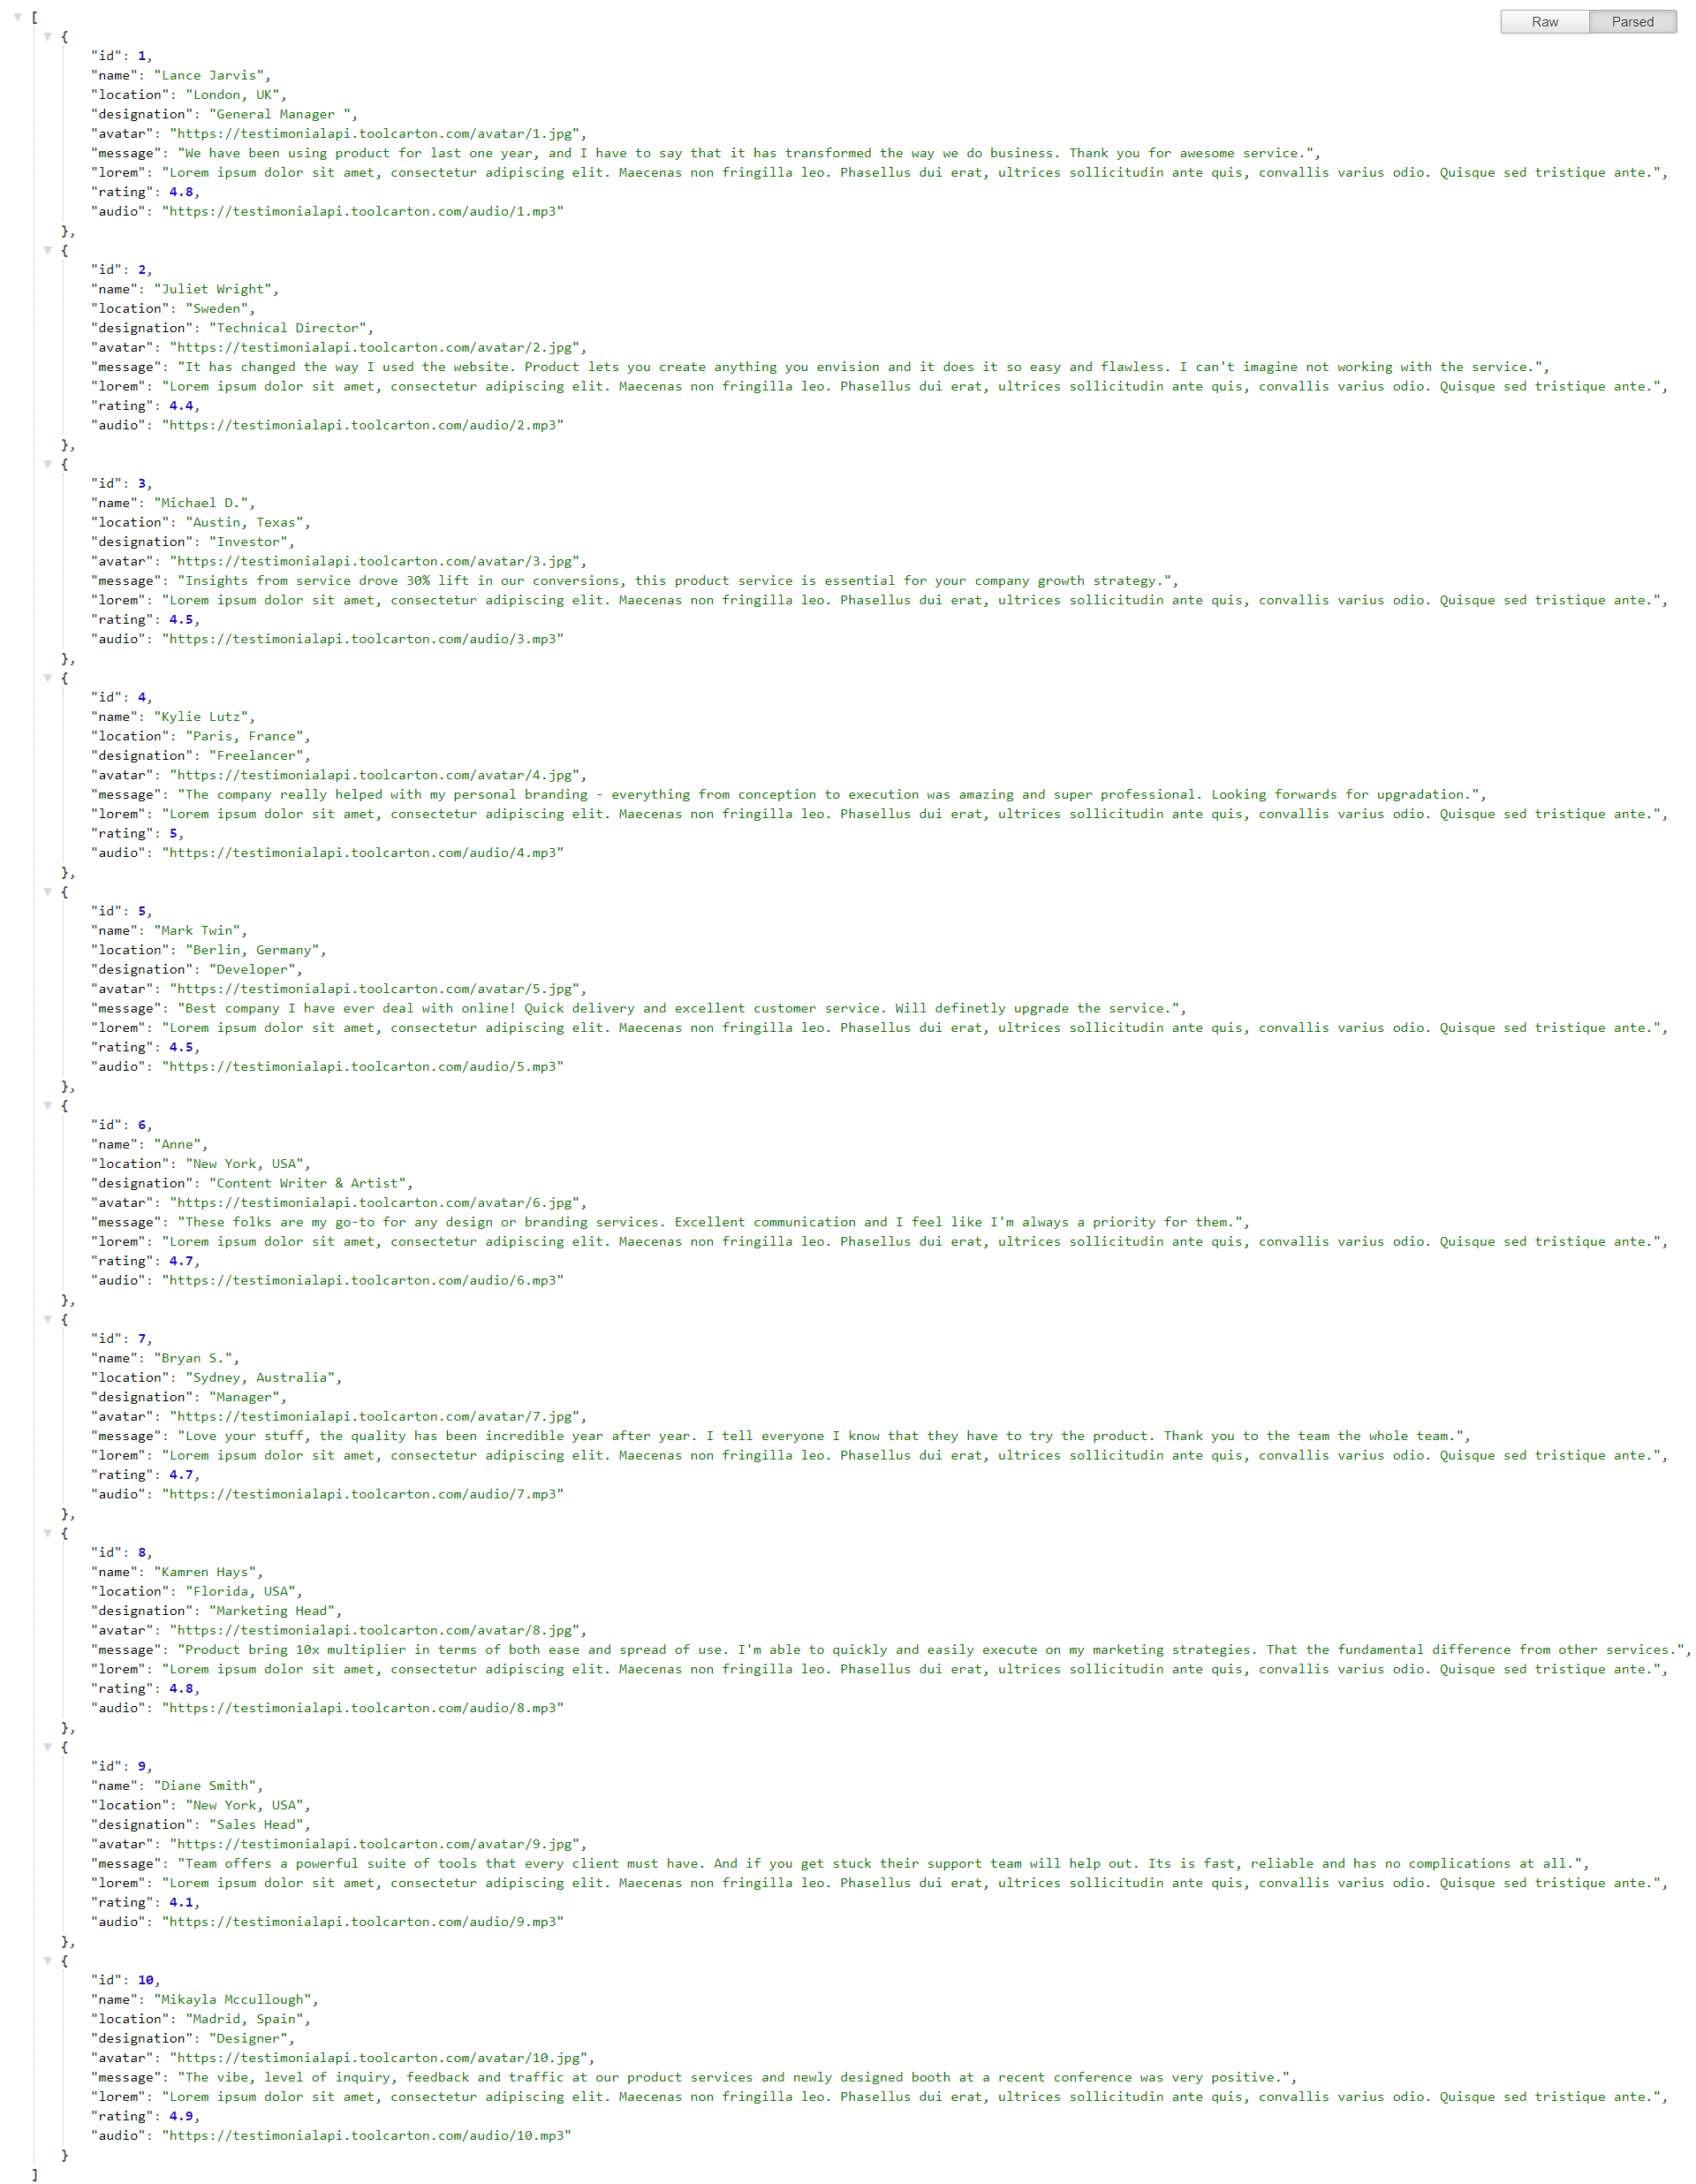 [
Raw Parsed
{
"id": 1,
"name": "Lance Jarvis",
"location": "London, UK",
"designation": "General Manager ",
"avatar": "https://testimonialapi.toolcarton.com/avatar/1.jpg",
"message": "We have been using product for last one year, and I have to say that it has transformed the way we do business. Thank you for awesome service.",
"lorem": "Lorem ipsum dolor sit amet, consectetur adipiscing elit. Maecenas non fringilla leo. Phasellus dui erat, ultrices sollicitudin ante quis, convallis varius odio. Quisque sed tristique ante.",
"rating": 4.8,
"audio": "https://testimonialapi.toolcarton.com/audio/1.mp3"
},
{
"id": 2,
"name": "Juliet Wright",
"location": "Sweden",
"designation": "Technical Director",
"avatar": "https://testimonialapi.toolcarton.com/avatar/2.jpg",
"message": "It has changed the way I used the website. Product lets you create anything you envision and it does it so easy and flawless. I can't imagine not working with the service.",
"lorem": "Lorem ipsum dolor sit amet, consectetur adipiscing elit. Maecenas non fringilla leo. Phasellus dui erat, ultrices sollicitudin ante quis, convallis varius odio. Quisque sed tristique ante.",
"rating": 4.4,
"audio": "https://testimonialapi.toolcarton.com/audio/2.mp3"
},
{
"id": 3,
"name": "Michael D.",
"location": "Austin, Texas",
"designation": "Investor",
"avatar": "https://testimonialapi.toolcarton.com/avatar/3.jpg",
"message": "Insights from service drove 30% lift in our conversions, this product service is essential for your company growth strategy.",
"lorem": "Lorem ipsum dolor sit amet, consectetur adipiscing elit. Maecenas non fringilla leo. Phasellus dui erat, ultrices sollicitudin ante quis, convallis varius odio. Quisque sed tristique ante.",
"rating": 4.5,
"audio": "https://testimonialapi.toolcarton.com/audio/3.mp3"
},
{
"id": 4,
"name": "Kylie Lutz",
"location": "Paris, France",
"designation": "Freelancer",
"avatar": "https://testimonialapi.toolcarton.com/avatar/4.jpg",
"message": "The company really helped with my personal branding - everything from conception to execution was amazing and super professional. Looking forwards for upgradation.",
"lorem": "Lorem ipsum dolor sit amet, consectetur adipiscing elit. Maecenas non fringilla leo. Phasellus dui erat, ultrices sollicitudin ante quis, convallis varius odio. Quisque sed tristique ante.",
"rating": 5,
"audio": "https://testimonialapi.toolcarton.com/audio/4.mp3"
},
{
"id": 5,
"name": "Mark Twin",
"location": "Berlin, Germany",
"designation": "Developer",
"avatar": "https://testimonialapi.toolcarton.com/avatar/5.jpg",
"message": "Best company I have ever deal with online! Quick delivery and excellent customer service. Will definetly upgrade the service.",
"lorem": "Lorem ipsum dolor sit amet, consectetur adipiscing elit. Maecenas non fringilla leo. Phasellus dui erat, ultrices sollicitudin ante quis, convallis varius odio. Quisque sed tristique ante.",
"rating": 4.5,
"audio": "https://testimonialapi.toolcarton.com/audio/5.mp3"
},
{
"id": 6,
"name": "Anne",
"location": "New York, USA",
"designation": "Content Writer & Artist",
"avatar": "https://testimonialapi.toolcarton.com/avatar/6.jpg",
"message": "These folks are my go-to for any design or branding services. Excellent communication and I feel like I'm always a priority for them.",
"lorem": "Lorem ipsum dolor sit amet, consectetur adipiscing elit. Maecenas non fringilla leo. Phasellus dui erat, ultrices sollicitudin ante quis, convallis varius odio. Quisque sed tristique ante.",
"rating": 4.7,
"audio": "https://testimonialapi.toolcarton.com/audio/6.mp3"
},
{
"id": 7,
"name": "Bryan S.",
"location": "Sydney, Australia",
"designation": "Manager",
"avatar": "https://testimonialapi.toolcarton.com/avatar/7.jpg",
"message": "Love your stuff, the quality has been incredible year after year. I tell everyone I know that they have to try the product. Thank you to the team the whole team.",
"lorem": "Lorem ipsum dolor sit amet, consectetur adipiscing elit. Maecenas non fringilla leo. Phasellus dui erat, ultrices sollicitudin ante quis, convallis varius odio. Quisque sed tristique ante.",
"rating": 4.7,
"audio": "https://testimonialapi.toolcarton.com/audio/7.mp3"
},
{
"id": 8,
"name": "Kamren Hays",
"location": "Florida, USA",
"designation": "Marketing Head",
"avatar": "https://testimonialapi.toolcarton.com/avatar/8.jpg",
"message": "Product bring 10x multiplier in terms of both ease and spread of use. I'm able to quickly and easily execute on my marketing strategies. That the fundamental difference from other services.",
"lorem": "Lorem ipsum dolor sit amet, consectetur adipiscing elit. Maecenas non fringilla leo. Phasellus dui erat, ultrices sollicitudin ante quis, convallis varius odio. Quisque sed tristique ante.",
"rating": 4.8,
"audio": "https://testimonialapi.toolcarton.com/audio/8.mp3"
},
{
"id": 9,
"name": "Diane Smith",
"location": "New York, USA",
"designation": "Sales Head",
"avatar": "https://testimonialapi.toolcarton.com/avatar/9.jpg",
"message": "Team offers a powerful suite of tools that every client must have. And if you get stuck their support team will help out. Its is fast, reliable and has no complications at all.",
"lorem": "Lorem ipsum dolor sit amet, consectetur adipiscing elit. Maecenas non fringilla leo. Phasellus dui erat, ultrices sollicitudin ante quis, convallis varius odio. Quisque sed tristique ante.",
"rating": 4.1,
"audio": "https://testimonialapi.toolcarton.com/audio/9.mp3"
},
{
"id": 10,
"name": "Mikayla Mccullough",
"location": "Madrid, Spain",
"designation": "Designer",
"avatar": "https://testimonialapi.toolcarton.com/avatar/10.jpg",
"message": "The vibe, level of inquiry, feedback and traffic at our product services and newly designed booth at a recent conference was very positive.",
"lorem": "Lorem ipsum dolor sit amet, consectetur adipiscing elit. Maecenas non fringilla leo. Phasellus dui erat, ultrices sollicitudin ante quis, convallis varius odio. Quisque sed tristique ante.",
"rating": 4.9,
"audio": "https://testimonialapi.toolcarton.com/audio/10.mp3"
}
]